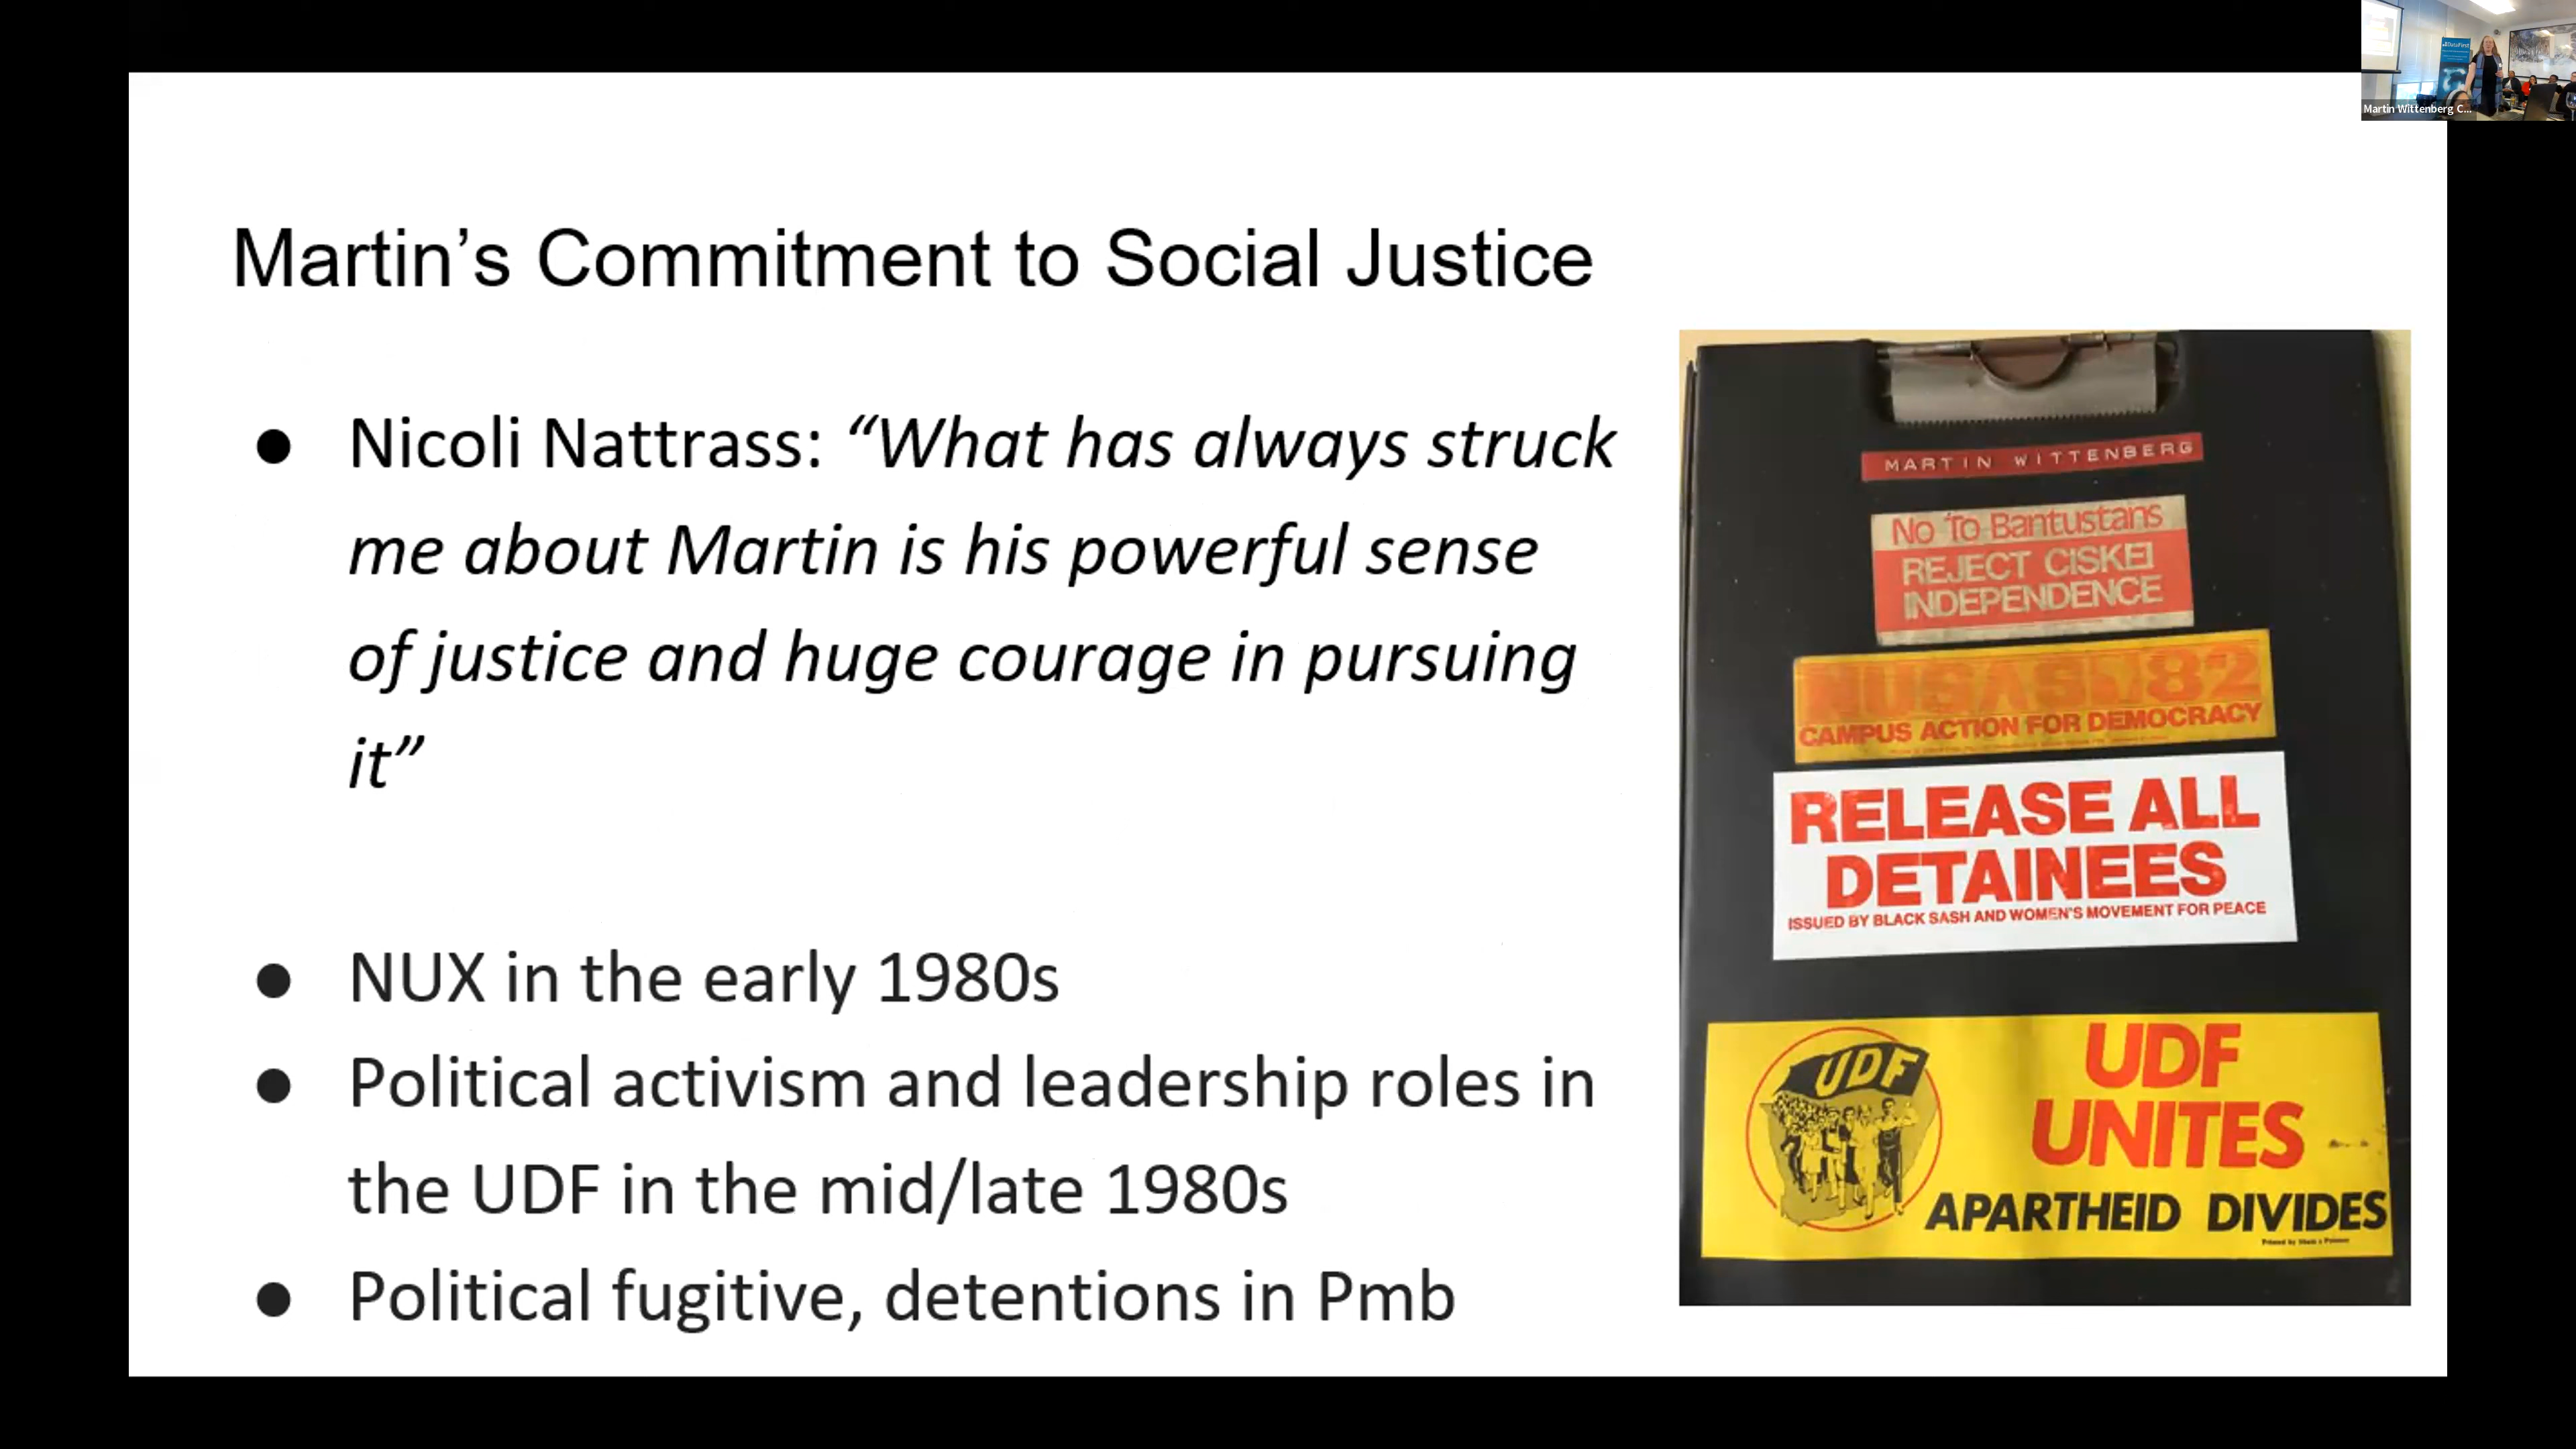 Martin Wittenberg C...
DataFirst
Martin’s Commitment to Social Justice
● Nicoli Nattrass: “What has always struck
me about Martin is his powerful sense
of justice and huge courage in pursuing
it”
● NUX in the early 1980s
● Political activism and leadership roles in
the UDF in the mid/late 1980s
● Political fugitive, detentions in Pmb
MARTIN WITTENBERG
No To Bantustans
REJECT CISKEI
INDEPENDENCE
NUSAS '82
CAMPUS ACTION FOR DEMOCRACY
RELEASE ALL
DETAINEES
ISSUED BY BLACK SASH AND WOMEN'S MOVEMENT FOR PEACE
UDF
UDF
UNITES
APARTHEID DIVIDES